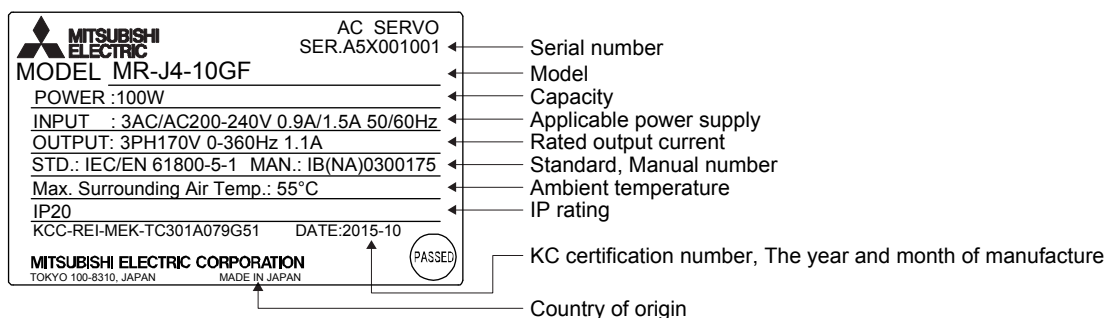 MITSUBISHI ELECTRIC
AC SERVO
SER.A5X001001
Serial number
MODEL MR-J4-10GF
Model
POWER :100W
Capacity
INPUT : 3AC/AC200-240V 0.9A/1.5A 50/60Hz
Applicable power supply
OUTPUT: 3PH170V 0-360Hz 1.1A
Rated output current
STD.: IEC/EN 61800-5-1 MAN.: IB(NA)0300175
Standard, Manual number
Max. Surrounding Air Temp.: 55°C
Ambient temperature
IP20
IP rating
KCC-REI-MEK-TC301A079G51 DATE:2015-10
KC certification number, The year and month of manufacture
PASSED
MITSUBISHI ELECTRIC CORPORATION
TOKYO 100-8310, JAPAN MADE IN JAPAN
Country of origin